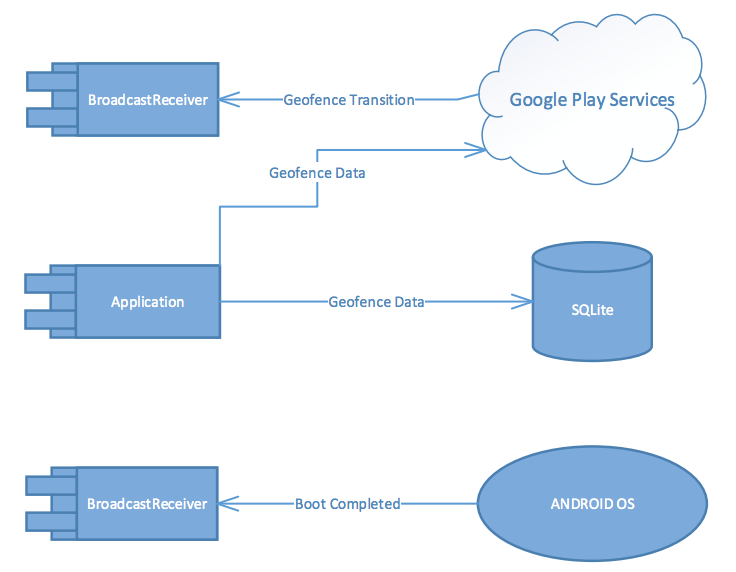 BroadcastReceiver
Geofence Transition
Google Play Services
Geofence Data
Application
Geofence Data
SQLite
BroadcastReceiver
Boot Completed
ANDROID OS